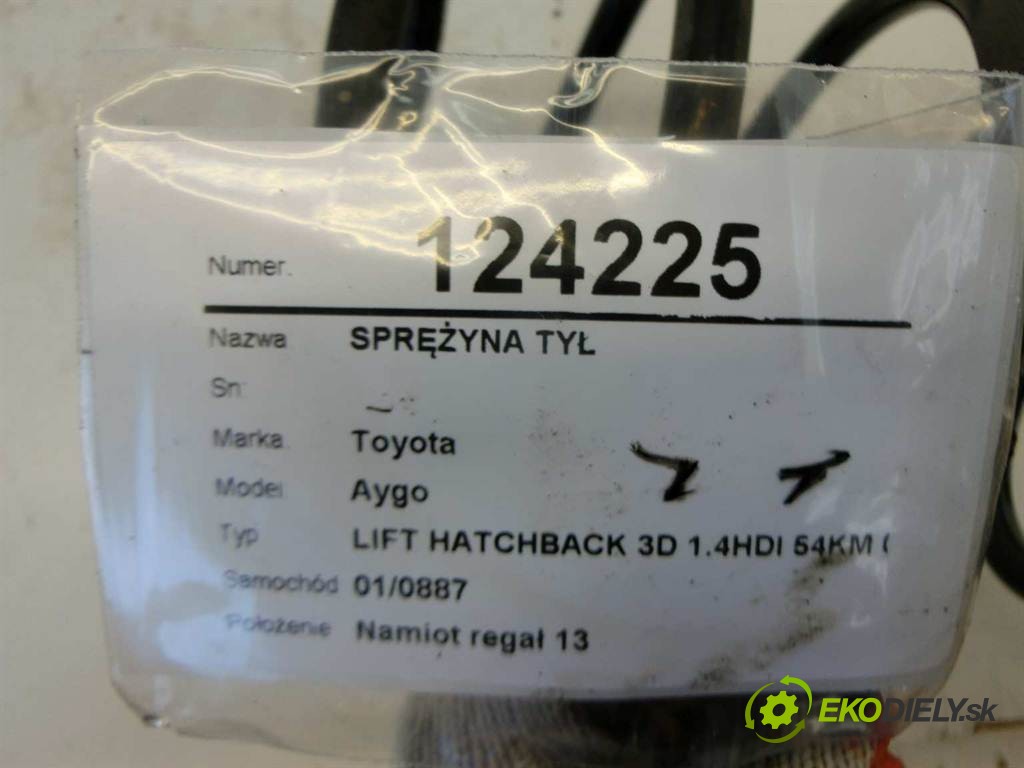 Numer. 124225
Nazwa SPRĘŻYNA TYŁ
Sn:
Marka Toyota
Model Aygo
Typ LIFT HATCHBACK 3D 1.4HDI 54KM (
Samochód 01/0887
Położenie Namiot regał 13
EKODIELY.sk